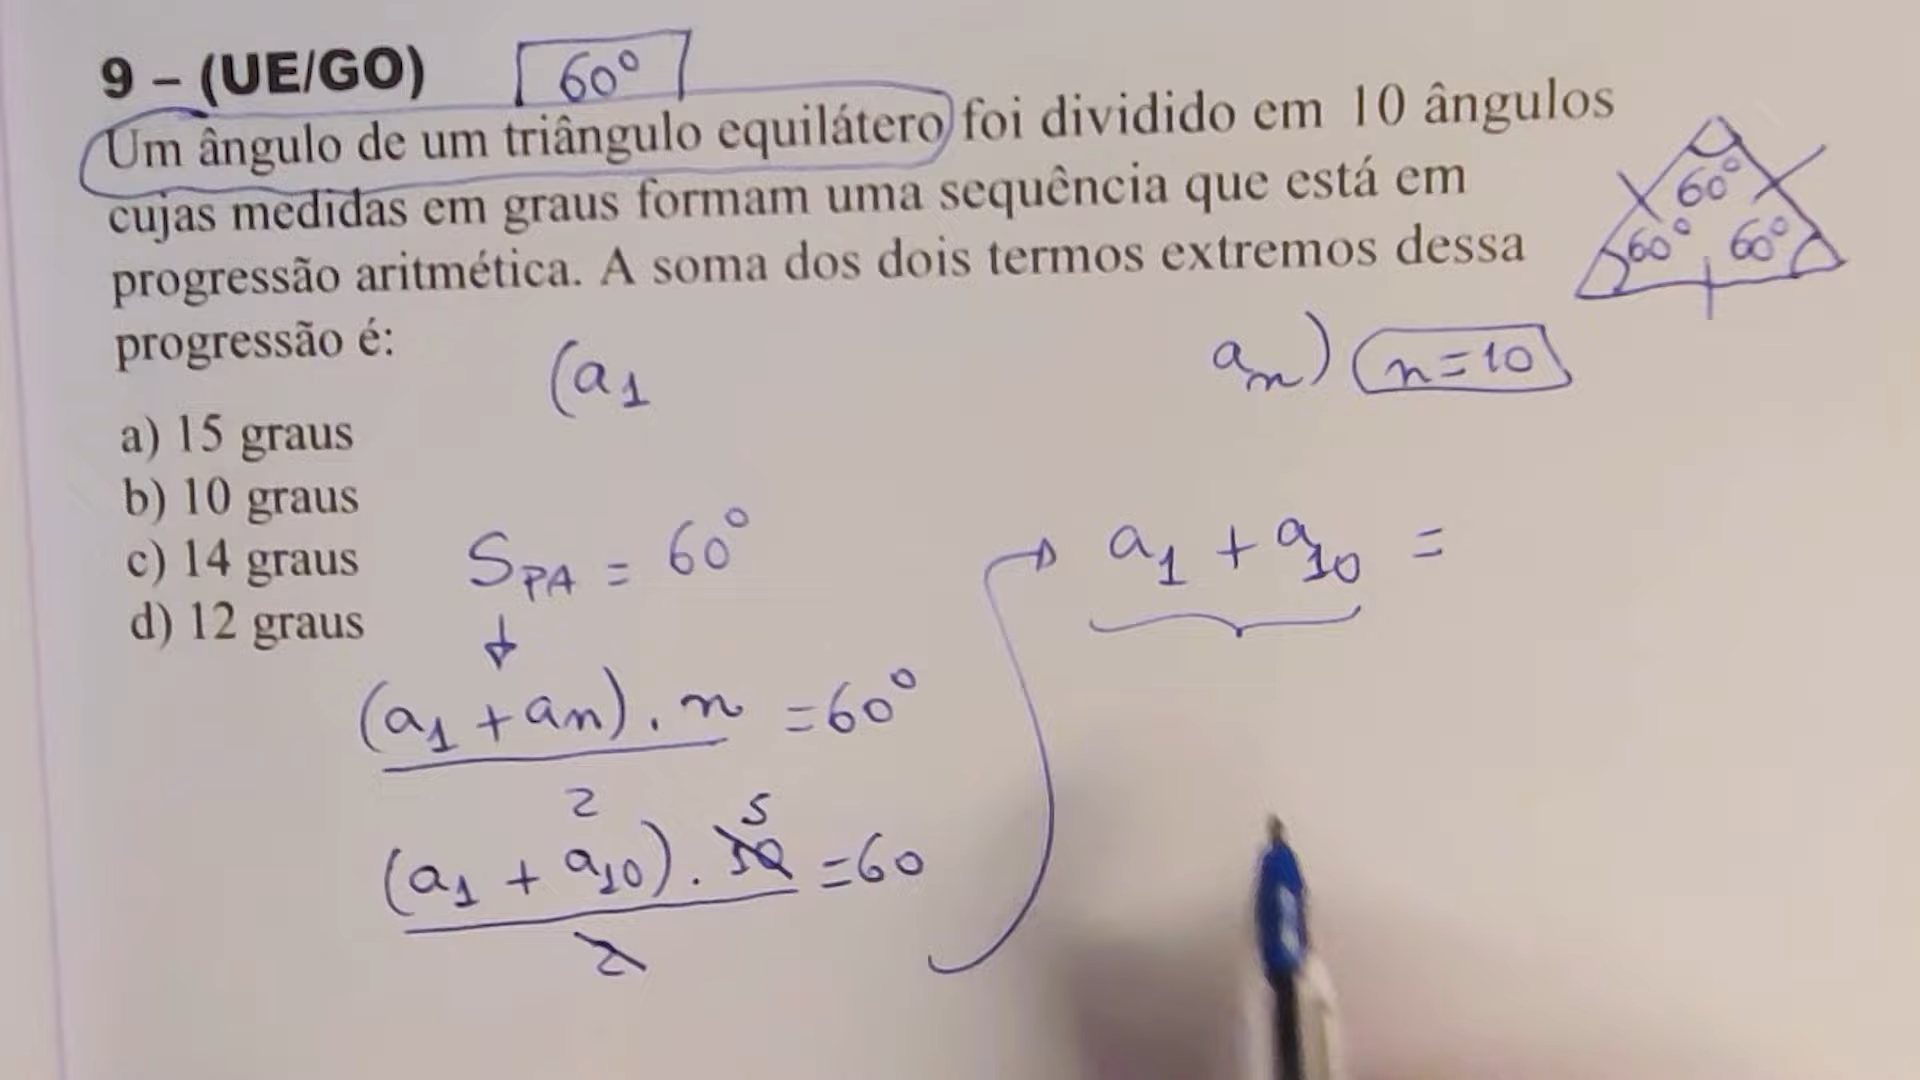 9 – (UE/GO) 60°
Um ângulo de um triângulo equilátero foi dividido em 10 ângulos
cujas medidas em graus formam uma sequência que está em
progressão aritmética. A soma dos dois termos extremos dessa
progressão é:
60°
60° 60°
(a₁ aₙ) n=10
a) 15 graus
b) 10 graus
c) 14 graus
d) 12 graus
S_PA = 60°
(a₁ + an) . n = 60°
2
5
(a₁ + a₁₀) . 10 = 60
2
a₁ + a₁₀ =